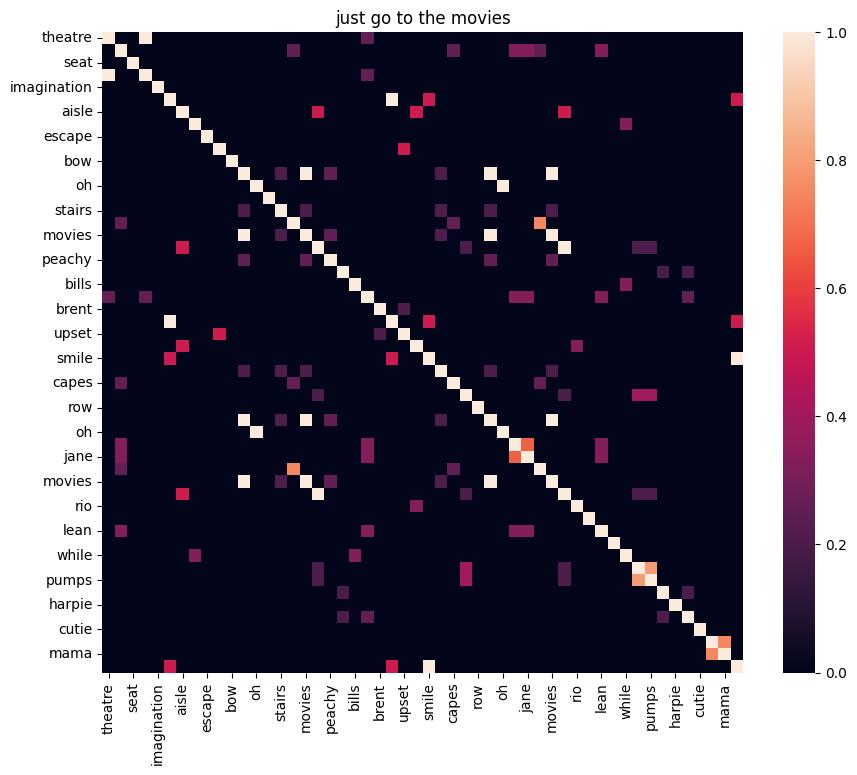 just go to the movies
theatre
seat
imagination
aisle
escape
bow
oh
stairs
movies
peachy
bills
brent
upset
smile
capes
row
oh
jane
movies
rio
lean
while
pumps
harpie
cutie
mama
1.0
0.8
0.6
0.4
0.2
0.0
theatre
seat
imagination
aisle
escape
bow
oh
stairs
movies
peachy
bills
brent
upset
smile
capes
row
oh
jane
movies
rio
lean
while
pumps
harpie
cutie
mama